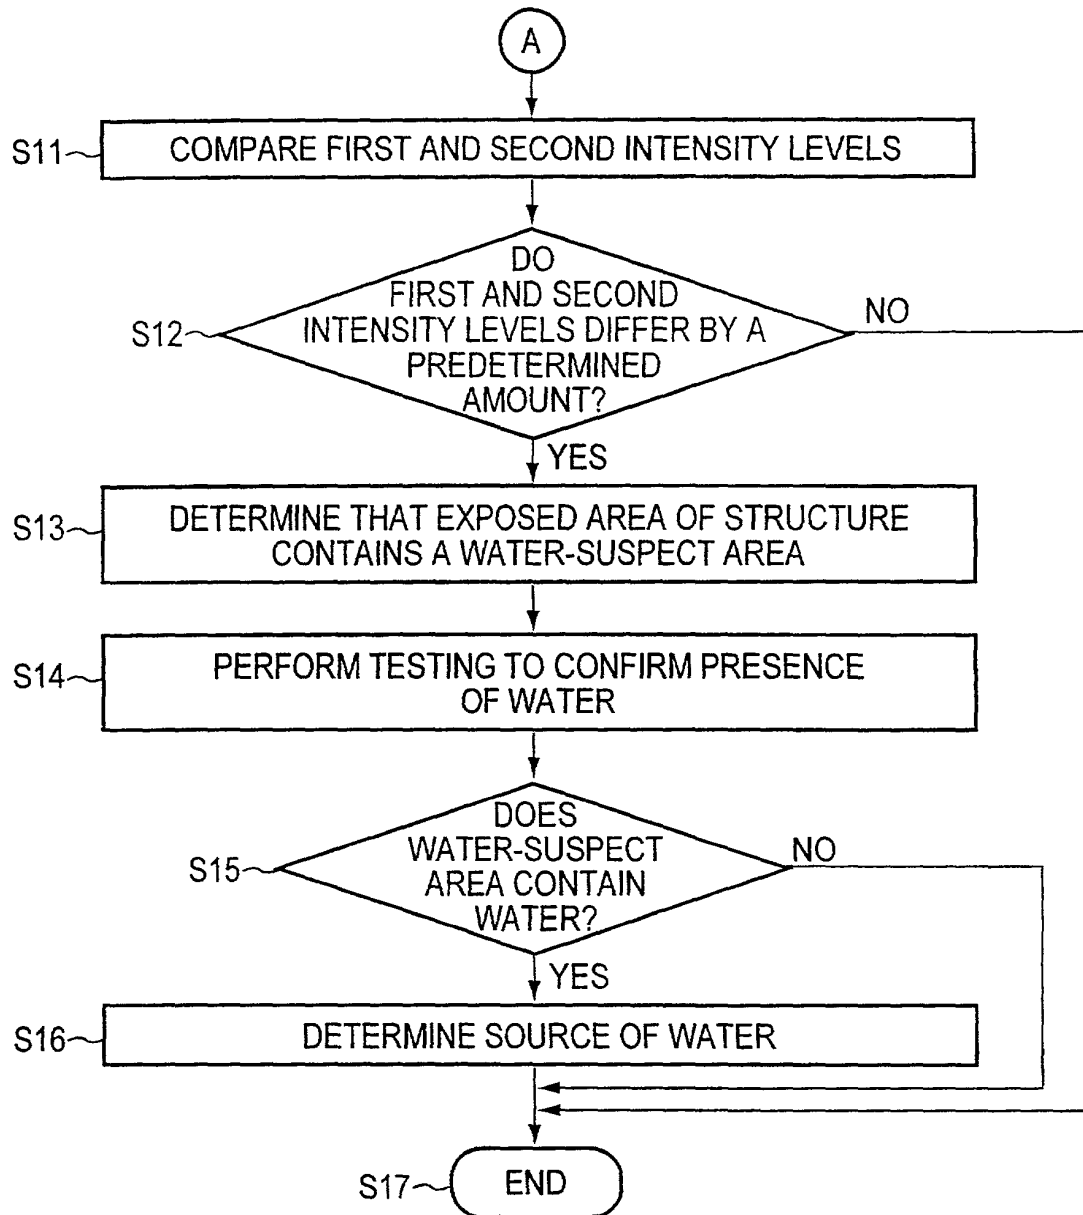 A
S11
COMPARE FIRST AND SECOND INTENSITY LEVELS
S12
DO
FIRST AND SECOND
INTENSITY LEVELS DIFFER BY A
PREDETERMINED
AMOUNT?
NO
YES
S13
DETERMINE THAT EXPOSED AREA OF STRUCTURE
CONTAINS A WATER-SUSPECT AREA
S14
PERFORM TESTING TO CONFIRM PRESENCE
OF WATER
S15
DOES
WATER-SUSPECT
AREA CONTAIN
WATER?
NO
YES
S16
DETERMINE SOURCE OF WATER
S17
END